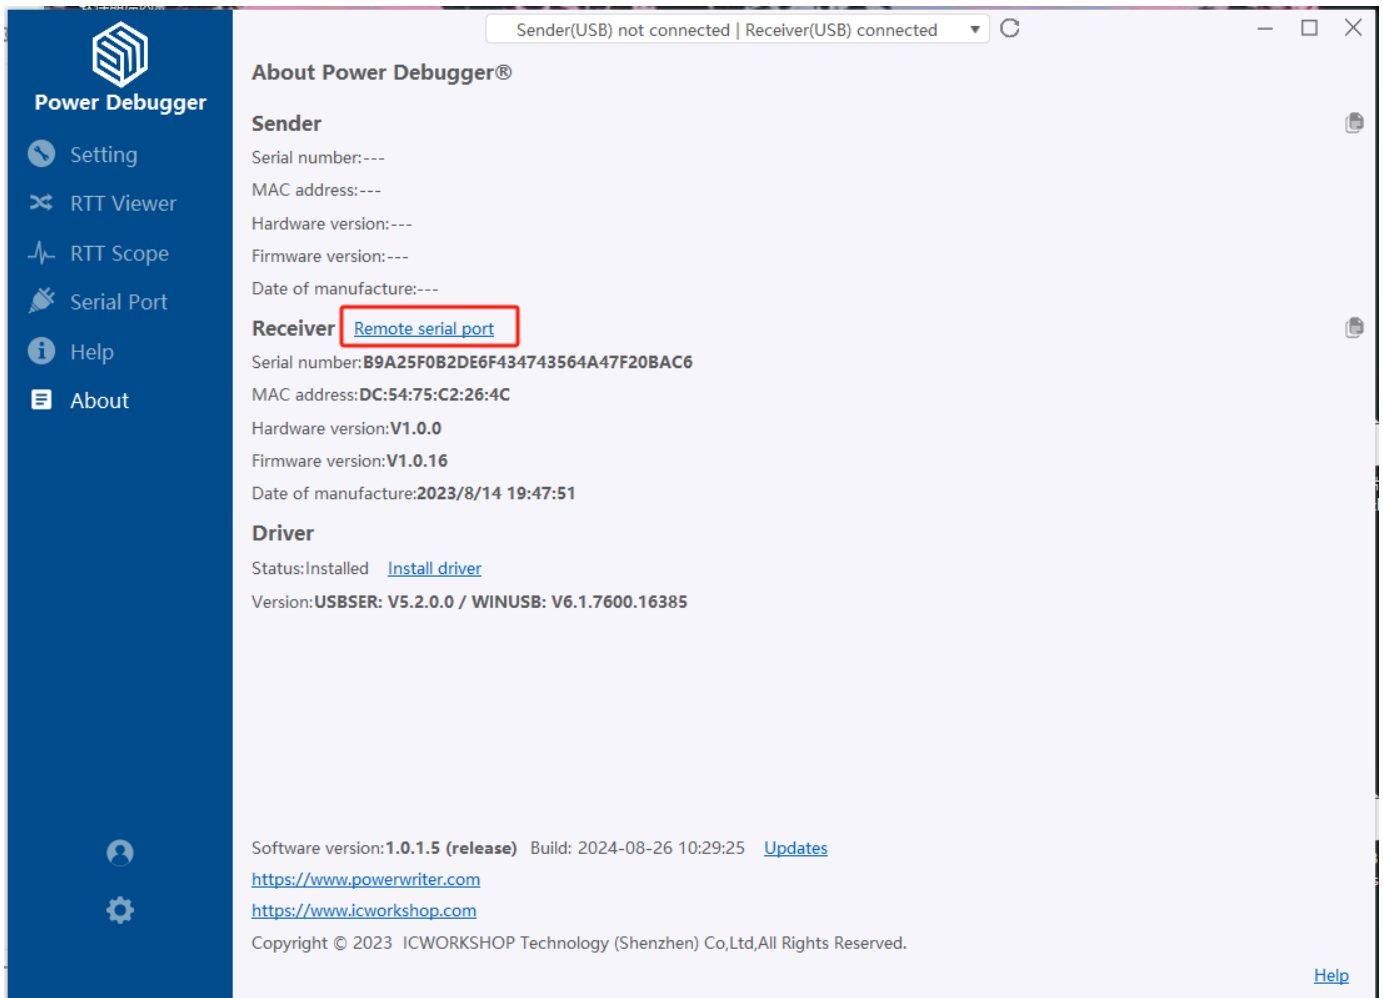 Sender(USB) not connected | Receiver(USB) connected
Power Debugger
Setting
RTT Viewer
RTT Scope
Serial Port
Help
About
About Power Debugger®
Sender
Serial number:---
MAC address:---
Hardware version:---
Firmware version:---
Date of manufacture:---
Receiver Remote serial port
Serial number:B9A25F0B2DE6F434743564A47F20BAC6
MAC address:DC:54:75:C2:26:4C
Hardware version:V1.0.0
Firmware version:V1.0.16
Date of manufacture:2023/8/14 19:47:51
Driver
Status:Installed Install driver
Version:USBSER: V5.2.0.0 / WINUSB: V6.1.7600.16385
Software version:1.0.1.5 (release) Build: 2024-08-26 10:29:25 Updates
https://www.powerwriter.com
https://www.icworkshop.com
Copyright © 2023 ICWORKSHOP Technology (Shenzhen) Co,Ltd,All Rights Reserved.
Help